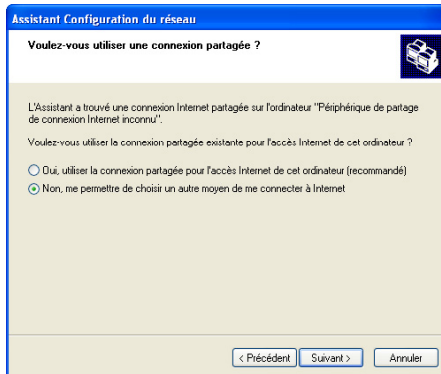 Assistant Configuration du réseau
Voulez-vous utiliser une connexion partagée ?
L'Assistant a trouvé une connexion Internet partagée sur l'ordinateur "Périphérique de partage
de connexion Internet inconnu".
Voulez-vous utiliser la connexion partagée existante pour l'accès Internet de cet ordinateur ?
Oui, utiliser la connexion partagée pour l'accès Internet de cet ordinateur (recommandé)
Non, me permettre de choisir un autre moyen de me connecter à Internet
< Précédent Suivant > Annuler